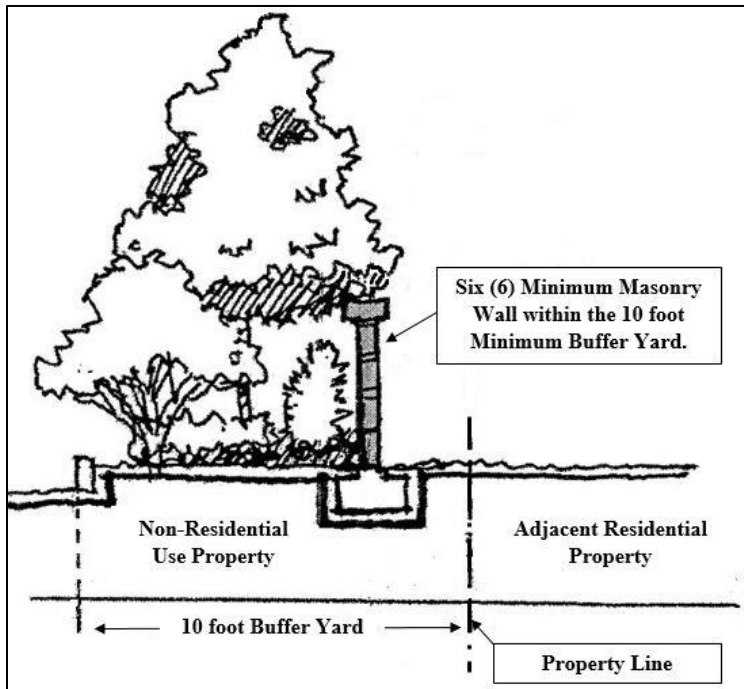 Six (6) Minimum Masonry
Wall within the 10 foot
Minimum Buffer Yard.
Non-Residential
Use Property
Adjacent Residential
Property
10 foot Buffer Yard
Property Line